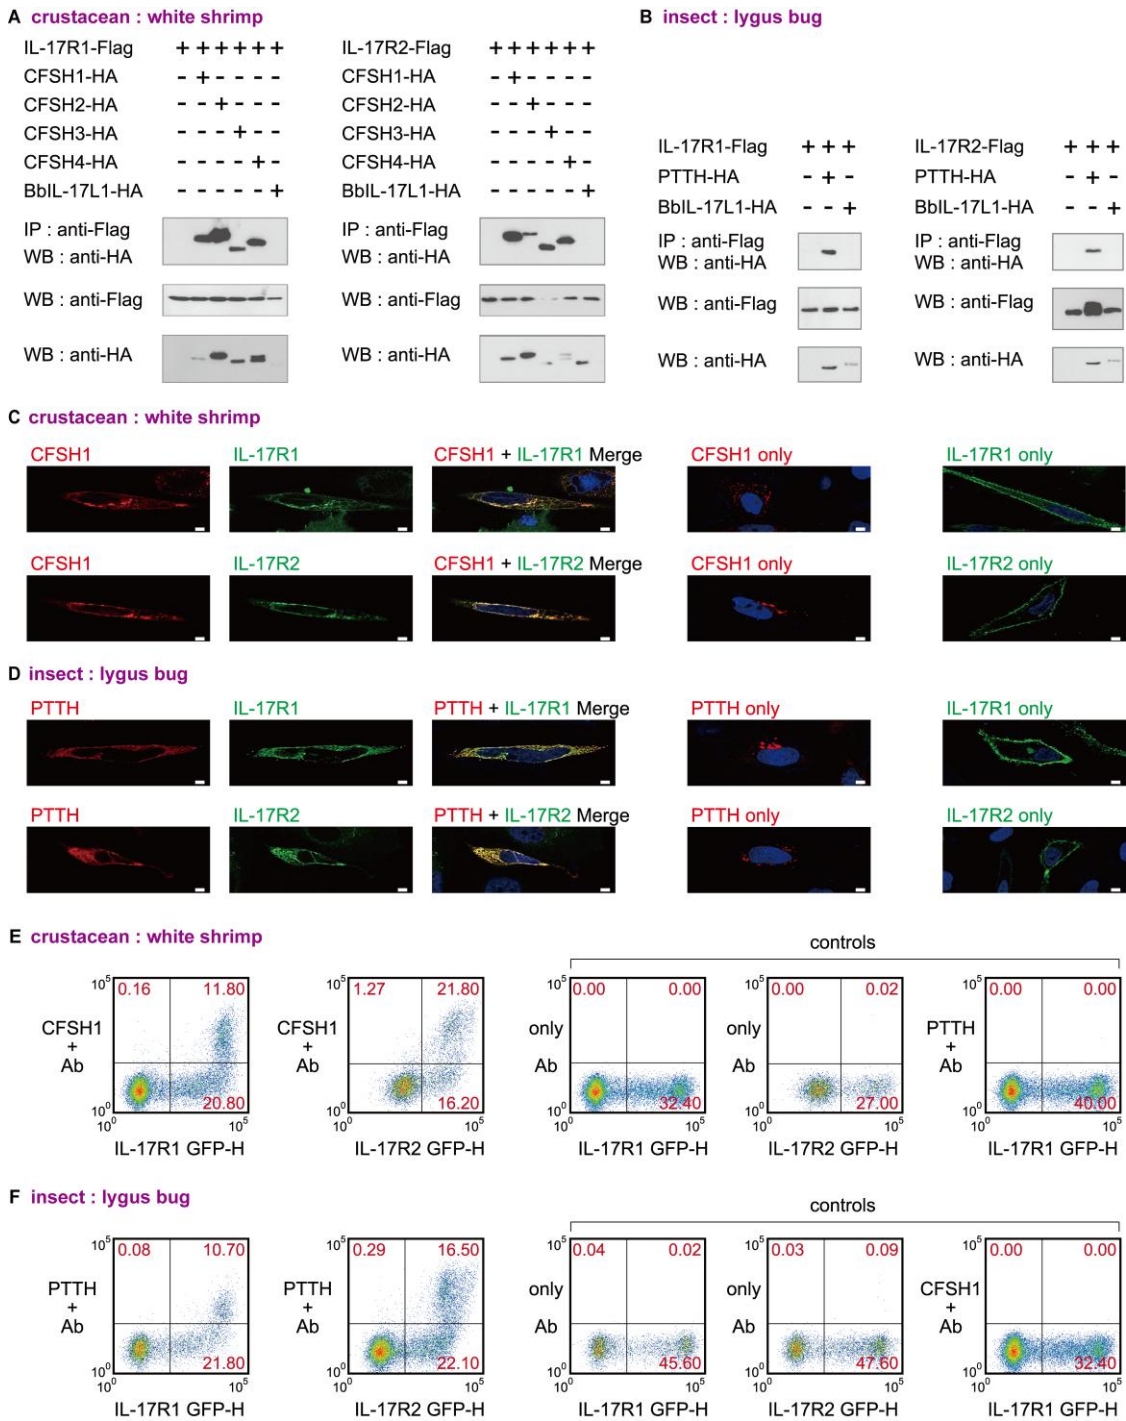 A crustacean : white shrimp
IL-17R1-Flag + + + + + +
CFSH1-HA - + - - - -
CFSH2-HA - - + - - -
CFSH3-HA - - - + - -
CFSH4-HA - - - - + -
BbIL-17L1-HA - - - - - +
IP : anti-Flag
WB : anti-HA
WB : anti-Flag
WB : anti-HA
IL-17R2-Flag + + + + + +
CFSH1-HA - + - - - -
CFSH2-HA - - + - - -
CFSH3-HA - - - + - -
CFSH4-HA - - - - + -
BbIL-17L1-HA - - - - - +
IP : anti-Flag
WB : anti-HA
WB : anti-Flag
WB : anti-HA
B insect : lygus bug
IL-17R1-Flag + + +
PTTH-HA - + -
BbIL-17L1-HA - - +
IP : anti-Flag
WB : anti-HA
WB : anti-Flag
WB : anti-HA
IL-17R2-Flag + + +
PTTH-HA - + -
BbIL-17L1-HA - - +
IP : anti-Flag
WB : anti-HA
WB : anti-Flag
WB : anti-HA
C crustacean : white shrimp
CFSH1 IL-17R1 CFSH1 + IL-17R1 Merge CFSH1 only IL-17R1 only
CFSH1 IL-17R2 CFSH1 + IL-17R2 Merge CFSH1 only IL-17R2 only
D insect : lygus bug
PTTH IL-17R1 PTTH + IL-17R1 Merge PTTH only IL-17R1 only
PTTH IL-17R2 PTTH + IL-17R2 Merge PTTH only IL-17R2 only
E crustacean : white shrimp
controls
10^5
0.16 11.80
CFSH1
+
Ab
20.80
10^0
10^0 10^5
IL-17R1 GFP-H
10^5
1.27 21.80
CFSH1
+
Ab
16.20
10^0
10^0 10^5
IL-17R2 GFP-H
10^5
0.00 0.00
only
Ab
32.40
10^0
10^0 10^5
IL-17R1 GFP-H
10^5
0.00 0.02
only
Ab
27.00
10^0
10^0 10^5
IL-17R2 GFP-H
10^5
0.00 0.00
PTTH
+
Ab
40.00
10^0
10^0 10^5
IL-17R1 GFP-H
F insect : lygus bug
controls
10^5
0.08 10.70
PTTH
+
Ab
21.80
10^0
10^0 10^5
IL-17R1 GFP-H
10^5
0.29 16.50
PTTH
+
Ab
22.10
10^0
10^0 10^5
IL-17R2 GFP-H
10^5
0.04 0.02
only
Ab
45.60
10^0
10^0 10^5
IL-17R1 GFP-H
10^5
0.03 0.09
only
Ab
47.60
10^0
10^0 10^5
IL-17R2 GFP-H
10^5
0.00 0.00
CFSH1
+
Ab
32.40
10^0
10^0 10^5
IL-17R1 GFP-H